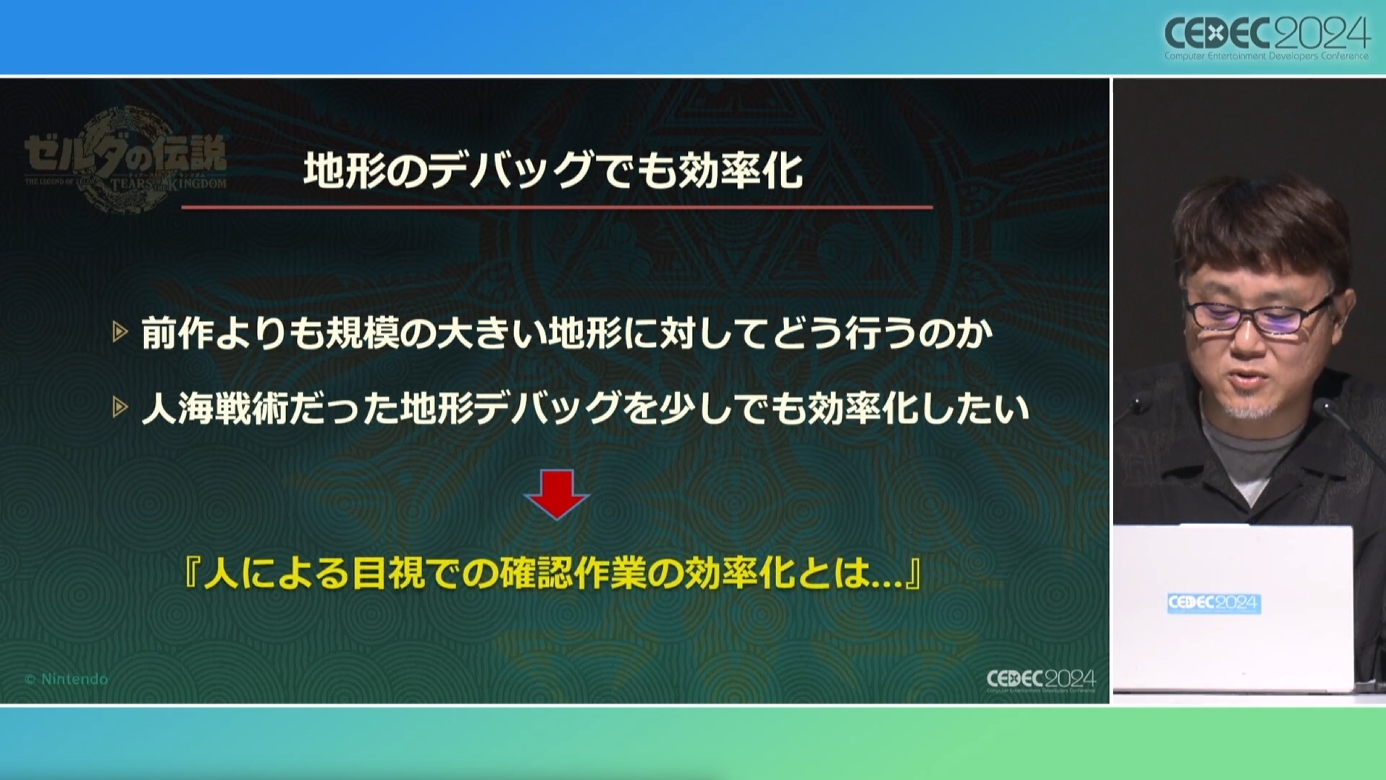 CEDEC2024
Computer Entertainment Developers Conference
ゼルダの伝説
TEARS OF THE KINGDOM
地形のデバッグでも効率化
前作よりも規模の大きい地形に対してどう行うのか
人海戦術だった地形デバッグを少しでも効率化したい
『人による目視での確認作業の効率化とは…』
© Nintendo
CEDEC2024
Computer Entertainment Developers Conference
CEDEC2024